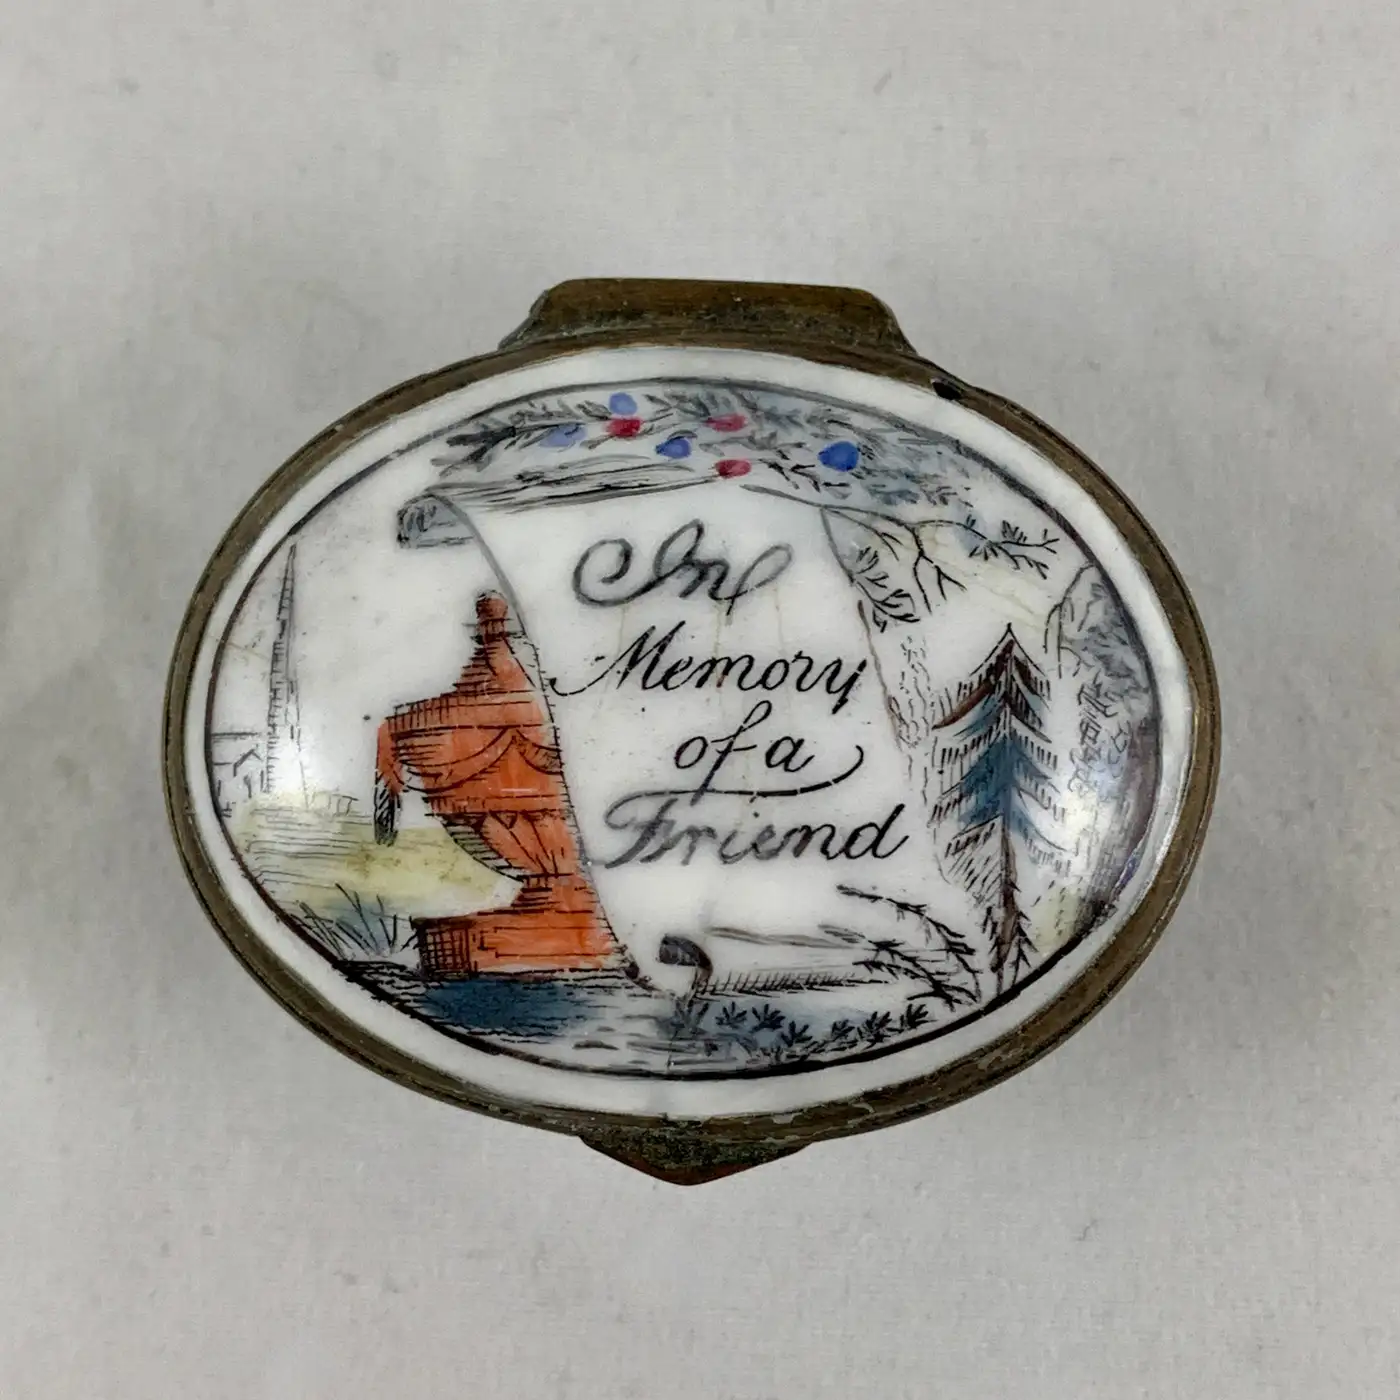 In
Memory
of a
Friend